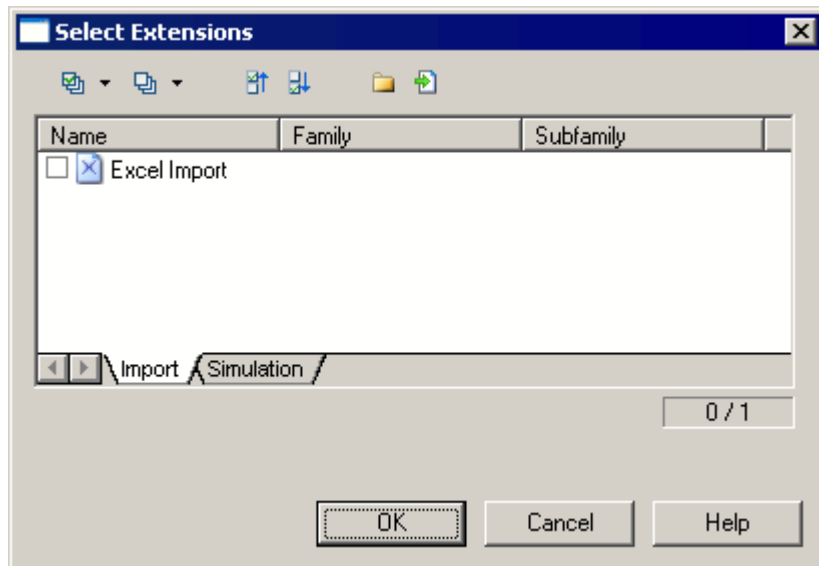 Select Extensions
Name Family Subfamily
Excel Import
Import Simulation
0 / 1
OK Cancel Help